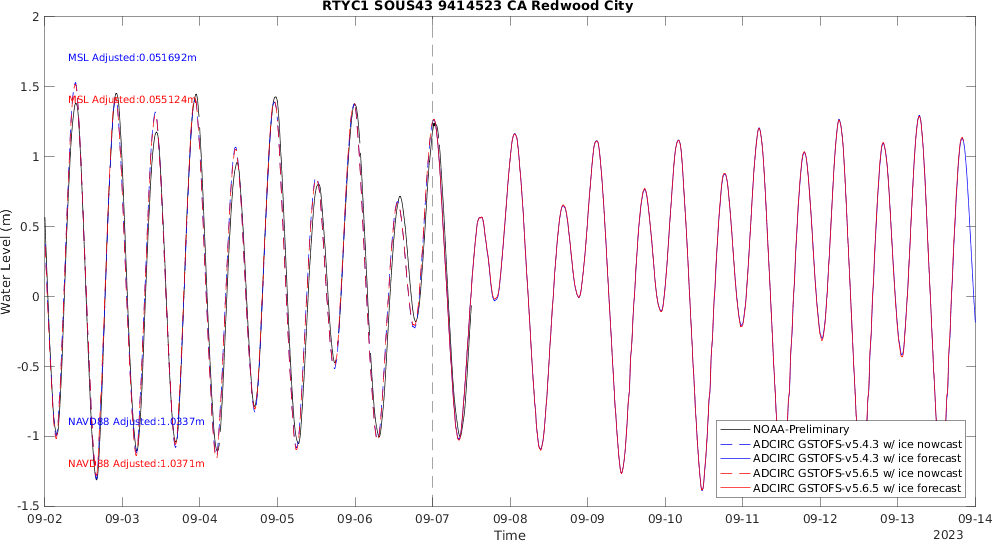 RTYC1 SOUS43 9414523 CA Redwood City
2
1.5
1
0.5
0
-0.5
-1
-1.5
Water Level (m)
MSL Adjusted:0.051692m
MSL Adjusted:0.055124m
NAVD88 Adjusted:1.0337m
NAVD88 Adjusted:1.0371m
NOAA-Preliminary
ADCIRC GSTOFS-v5.4.3 w/ ice nowcast
ADCIRC GSTOFS-v5.4.3 w/ ice forecast
ADCIRC GSTOFS-v5.6.5 w/ ice nowcast
ADCIRC GSTOFS-v5.6.5 w/ ice forecast
09-02 09-03 09-04 09-05 09-06 09-07 09-08 09-09 09-10 09-11 09-12 09-13 09-14
Time
2023